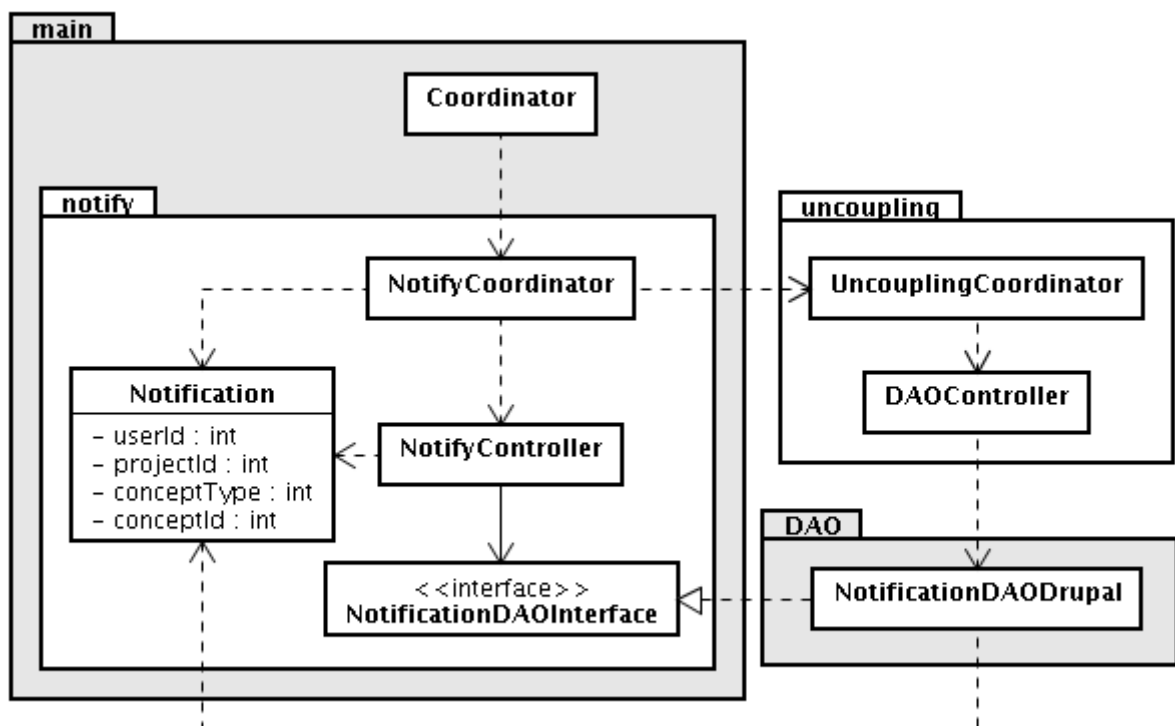 main
Coordinator
notify
uncoupling
NotifyCoordinator
UncouplingCoordinator
Notification
- userId : int
- projectId : int
- conceptType : int
- conceptId : int
DAOController
NotifyController
DAO
<<interface>>
NotificationDAOInterface
NotificationDAODrupal